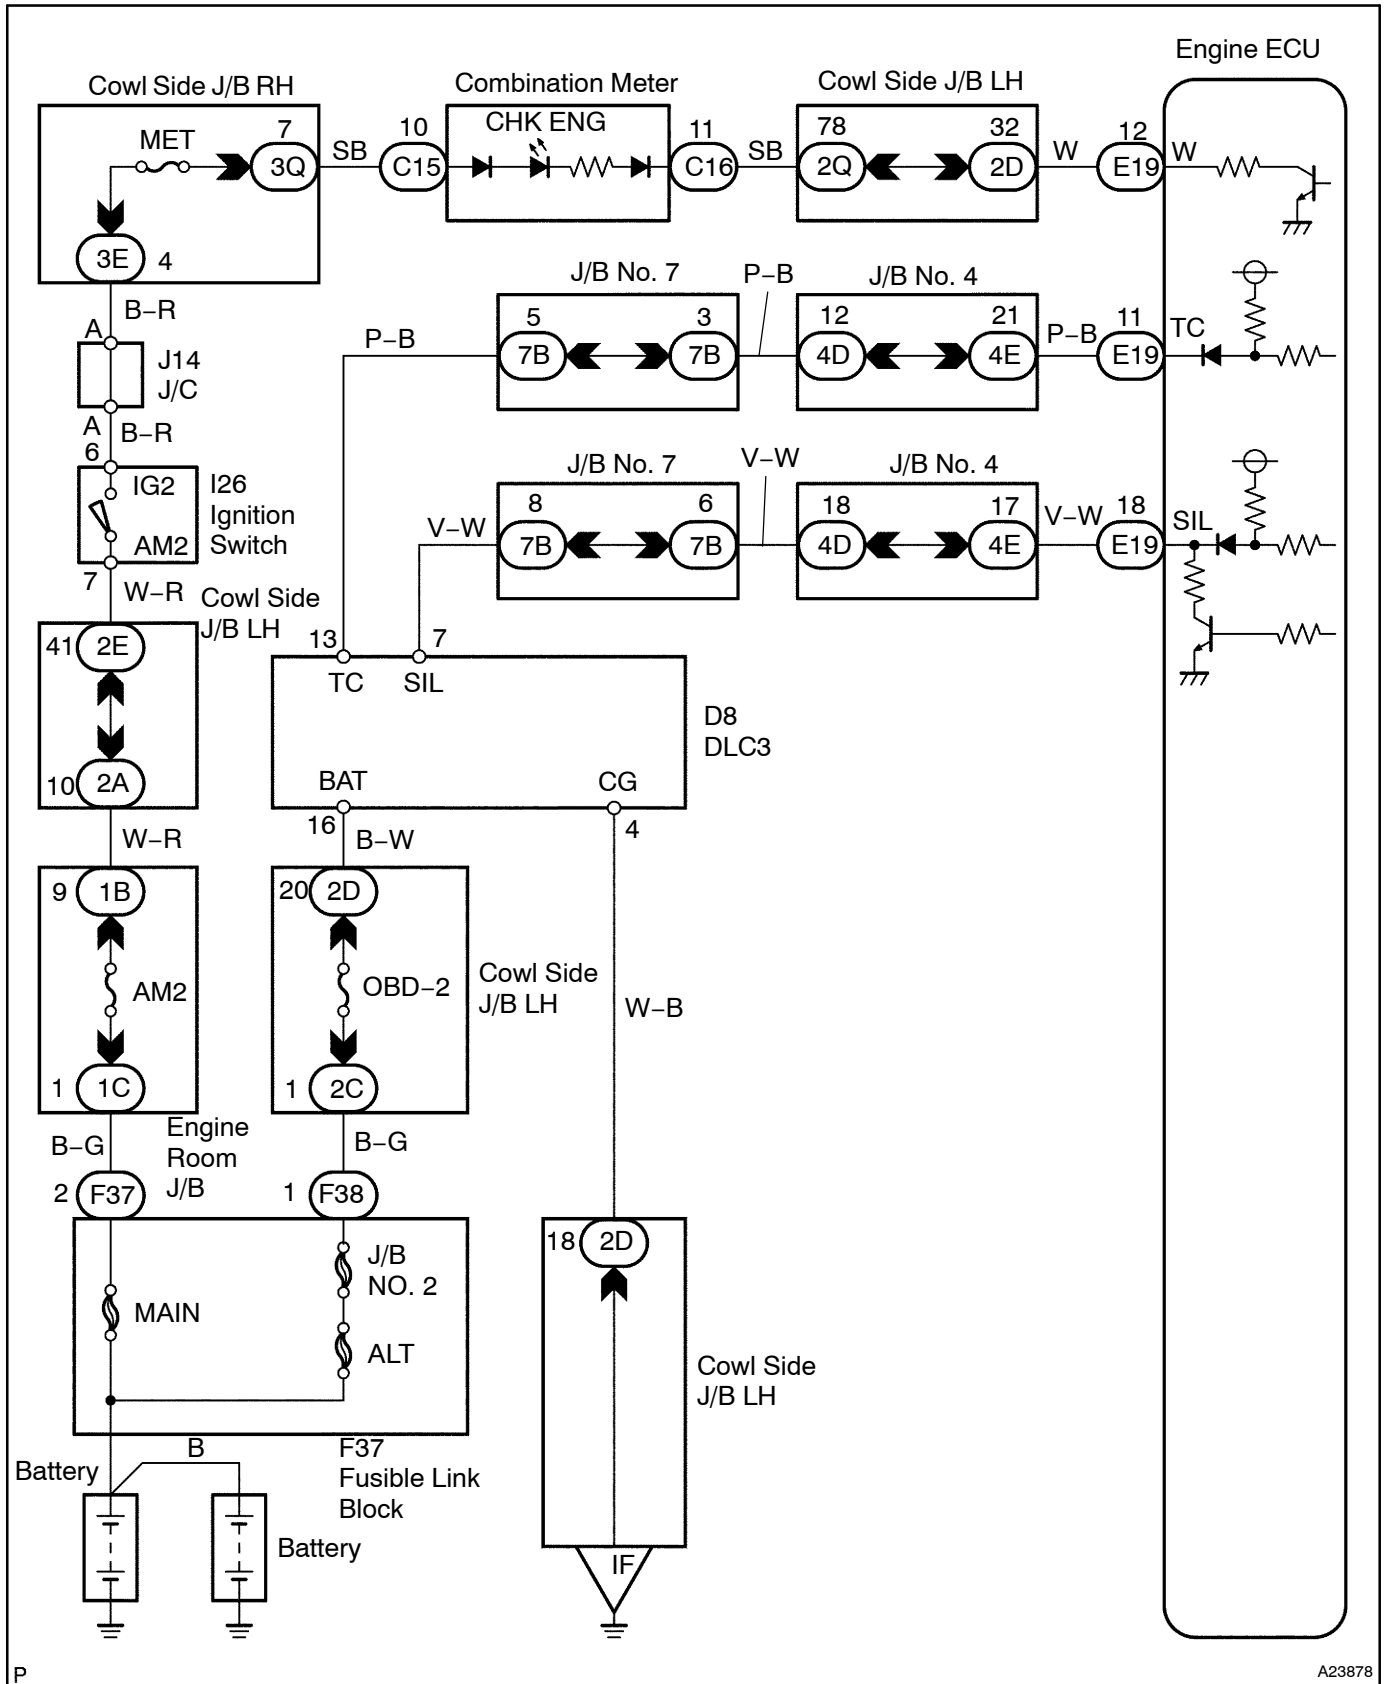 Engine ECU
Cowl Side J/B RH
Combination Meter
Cowl Side J/B LH
MET
7
3Q
SB
10
C15
CHK ENG
11
C16
SB
78
2Q
32
2D
W
12
E19
W
3E
4
B-R
A
J14
J/C
A
B-R
6
IG2
AM2
I26
Ignition
Switch
7
W-R
J/B No. 7
P-B
J/B No. 4
P-B
5
7B
3
7B
12
4D
21
4E
P-B
11
E19
TC
J/B No. 7
V-W
J/B No. 4
V-W
8
7B
6
7B
18
4D
17
4E
V-W
18
E19
SIL
Cowl Side
J/B LH
41
2E
10
2A
W-R
13
7
TC
SIL
D8
DLC3
BAT
CG
16
4
B-W
9
1B
AM2
1
1C
Engine
Room
J/B
20
2D
OBD-2
1
2C
Cowl Side
J/B LH
W-B
B-G
B-G
2
F37
1
F38
MAIN
J/B
NO. 2
ALT
F37
Fusible Link
Block
B
Battery
Battery
18
2D
Cowl Side
J/B LH
IF
P
A23878